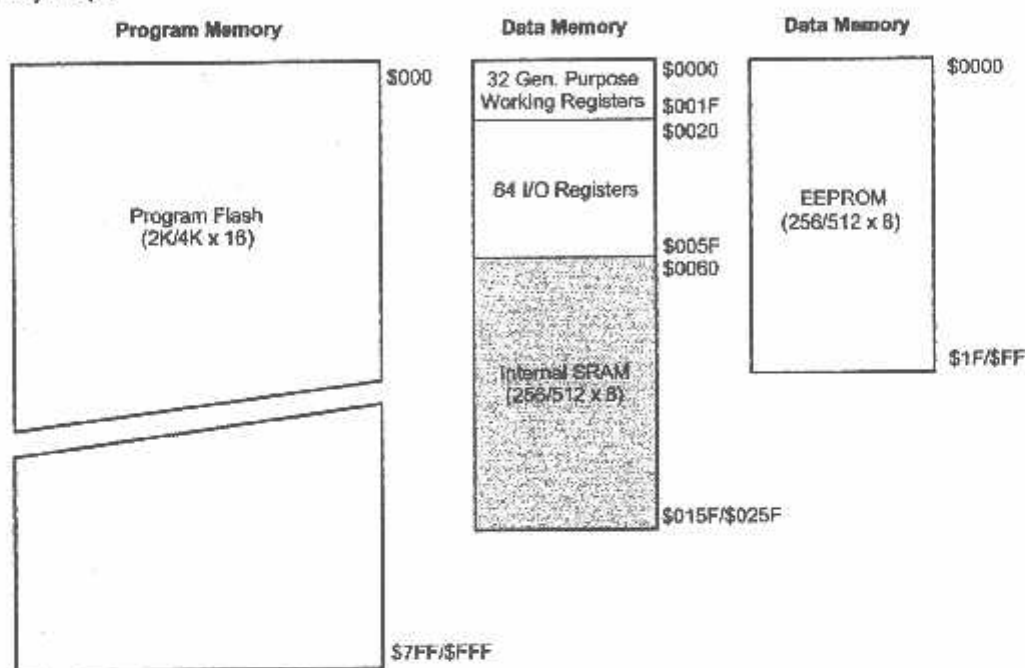 Program Memory
$000
Program Flash
(2K/4K x 16)
$7FF/$FFF
Data Memory
32 Gen. Purpose
Working Registers
$0000
$001F
$0020
64 I/O Registers
$005F
$0060
Internal SRAM
(256/512 x 8)
$015F/$025F
Data Memory
$0000
EEPROM
(256/512 x 8)
$1F/$FF